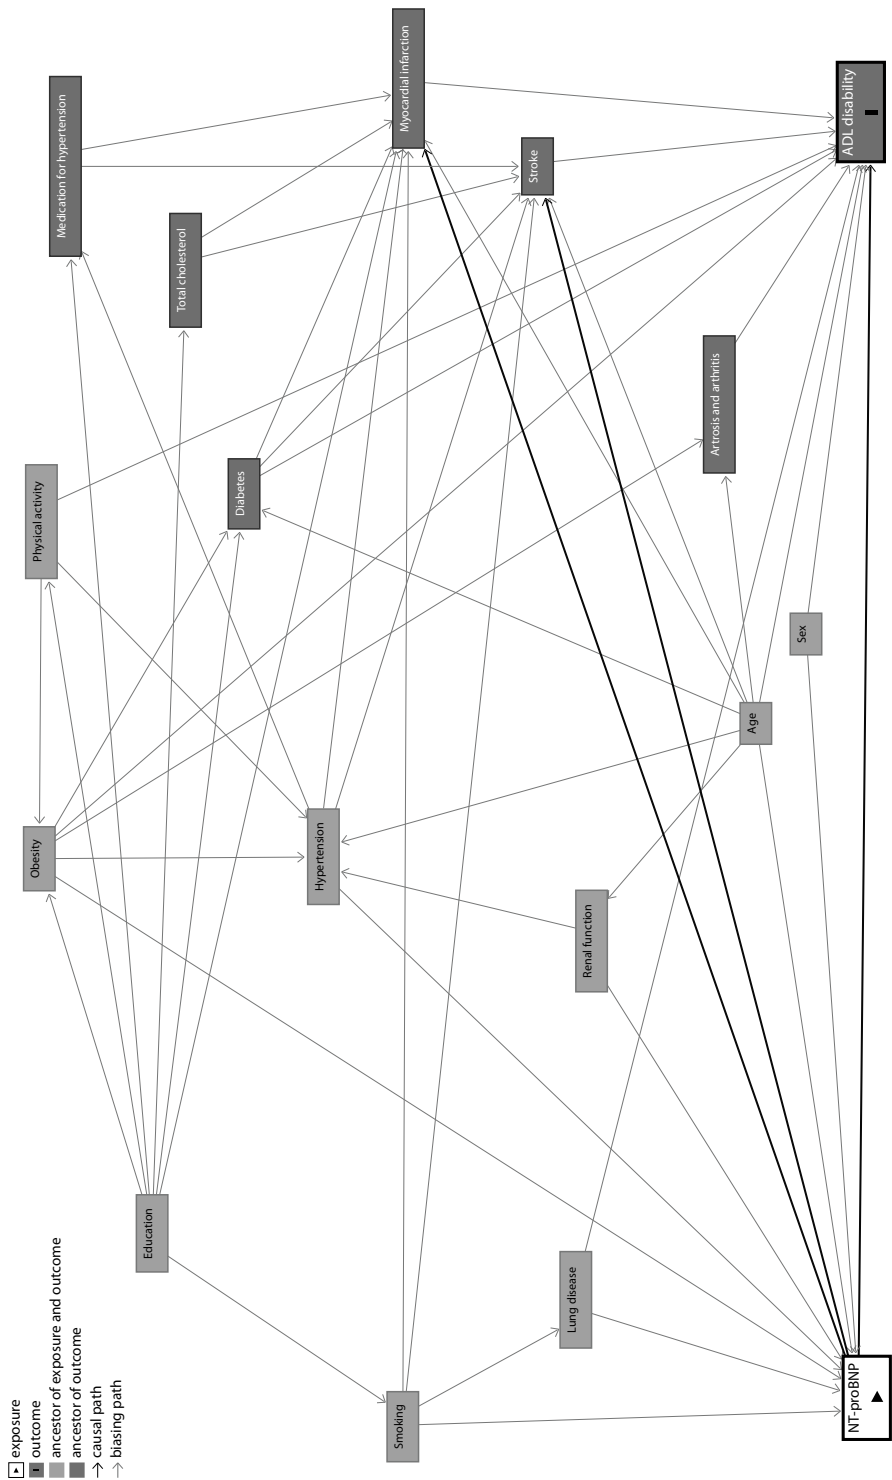 exposure
outcome
ancestor of exposure and outcome
ancestor of outcome
causal path
biasing path
Smoking
Education
Obesity
Physical activity
Medication for hypertension
Total cholesterol
Diabetes
Hypertension
Myocardial infarction
Stroke
Lung disease
Renal function
Age
Sex
Artrosis and arthritis
NT-proBNP
ADL disability